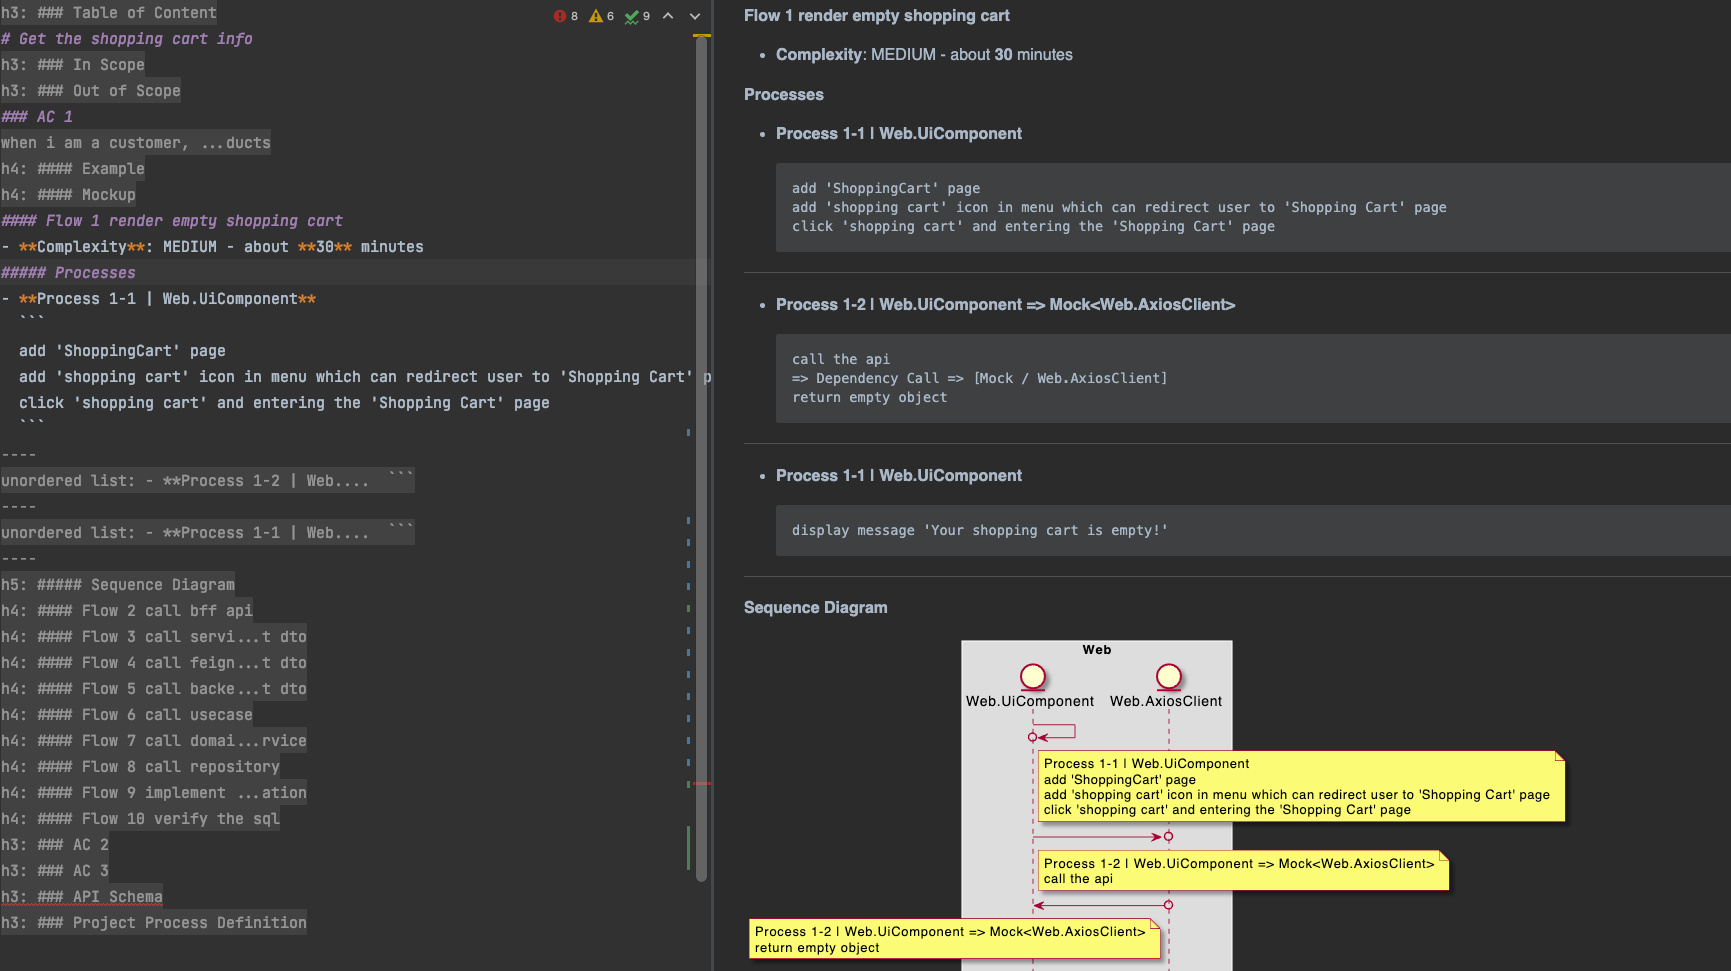 h3: ### Table of Content
8 6 9
# Get the shopping cart info
h3: ### In Scope
h3: ### Out of Scope
### AC 1
when i am a customer, ...ducts
h4: #### Example
h4: #### Mockup
#### Flow 1 render empty shopping cart
- **Complexity**: MEDIUM - about **30** minutes
##### Processes
- **Process 1-1 | Web.UiComponent**
```
add 'ShoppingCart' page
add 'shopping cart' icon in menu which can redirect user to 'Shopping Cart' p
click 'shopping cart' and entering the 'Shopping Cart' page
```
----
unordered list: - **Process 1-2 | Web.... ```
----
unordered list: - **Process 1-1 | Web.... ```
----
h5: ##### Sequence Diagram
h4: #### Flow 2 call bff api
h4: #### Flow 3 call servi...t dto
h4: #### Flow 4 call feign...t dto
h4: #### Flow 5 call backe...t dto
h4: #### Flow 6 call usecase
h4: #### Flow 7 call domai...rvice
h4: #### Flow 8 call repository
h4: #### Flow 9 implement ...ation
h4: #### Flow 10 verify the sql
h3: ### AC 2
h3: ### AC 3
h3: ### API Schema
h3: ### Project Process Definition
Flow 1 render empty shopping cart
• Complexity: MEDIUM - about 30 minutes
Processes
• Process 1-1 | Web.UiComponent
add 'ShoppingCart' page
add 'shopping cart' icon in menu which can redirect user to 'Shopping Cart' page
click 'shopping cart' and entering the 'Shopping Cart' page
• Process 1-2 | Web.UiComponent => Mock<Web.AxiosClient>
call the api
=> Dependency Call => [Mock / Web.AxiosClient]
return empty object
• Process 1-1 | Web.UiComponent
display message 'Your shopping cart is empty!'
Sequence Diagram
Web
Web.UiComponent Web.AxiosClient
Process 1-1 | Web.UiComponent
add 'ShoppingCart' page
add 'shopping cart' icon in menu which can redirect user to 'Shopping Cart' page
click 'shopping cart' and entering the 'Shopping Cart' page
Process 1-2 | Web.UiComponent => Mock<Web.AxiosClient>
call the api
Process 1-2 | Web.UiComponent => Mock<Web.AxiosClient>
return empty object